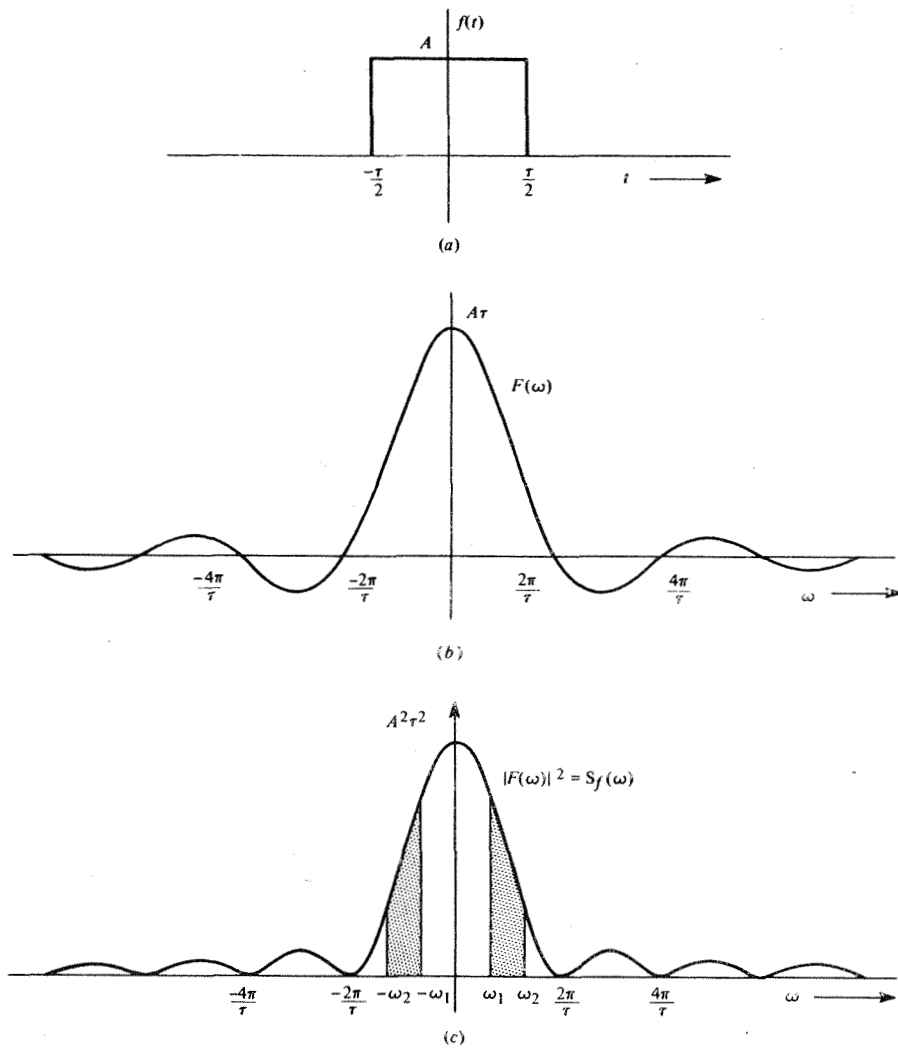 f(t)
A
-τ/2
τ/2
t
(a)
Aτ
F(ω)
-4π/τ
-2π/τ
2π/τ
4π/τ
ω
(b)
A²τ²
|F(ω)|² = S_f(ω)
-4π/τ
-2π/τ
-ω₂
-ω₁
ω₁
ω₂
2π/τ
4π/τ
ω
(c)